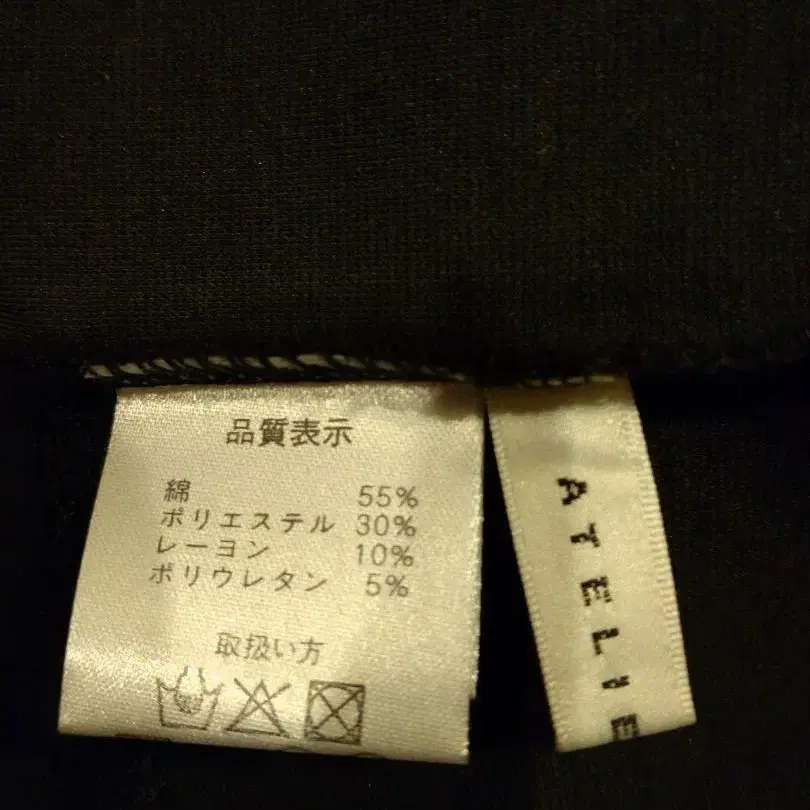 品質表示
綿 55%
ポリエステル 30%
レーヨン 10%
ポリウレタン 5%
取扱い方
ATELIE